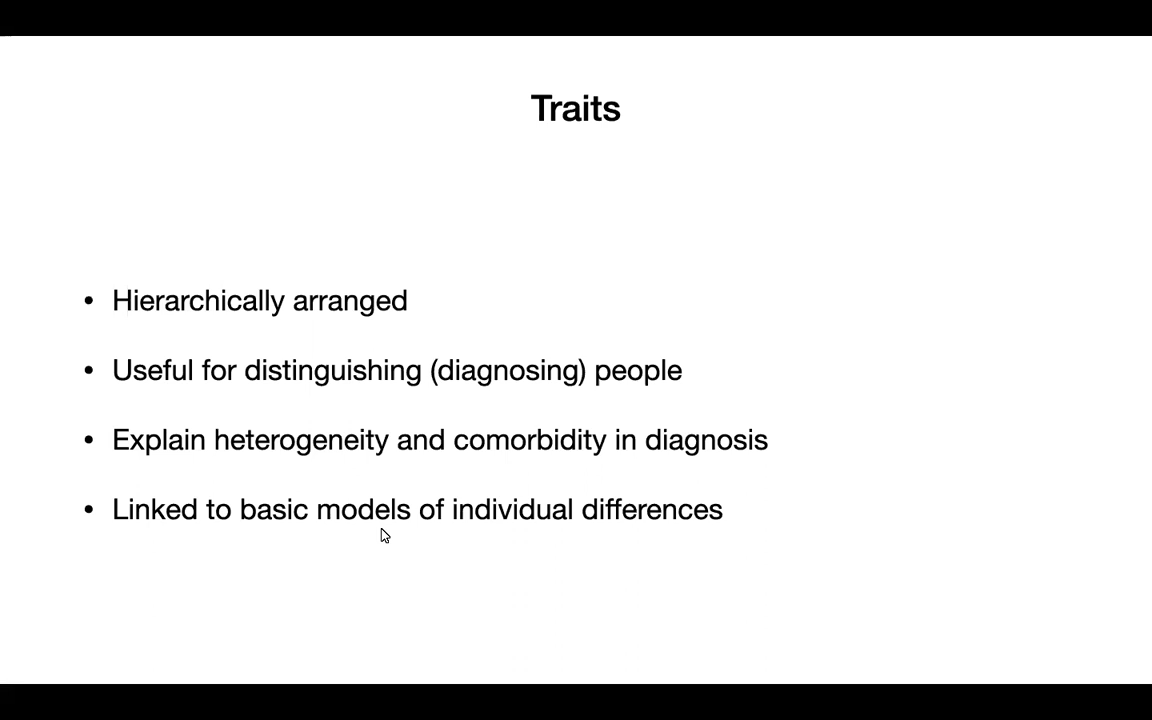 Traits
• Hierarchically arranged
• Useful for distinguishing (diagnosing) people
• Explain heterogeneity and comorbidity in diagnosis
• Linked to basic models of individual differences